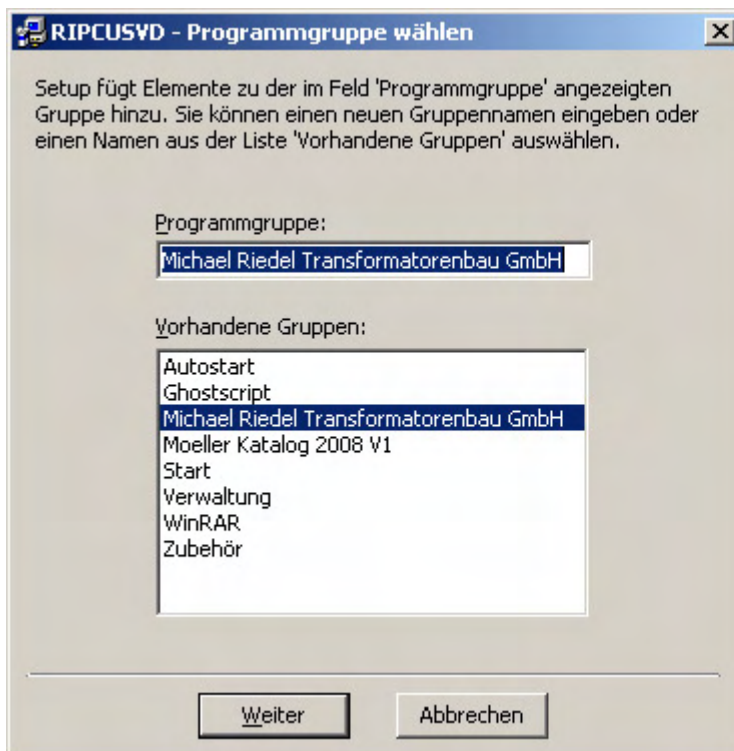 RIPCUSVD - Programmgruppe wählen
Setup fügt Elemente zu der im Feld 'Programmgruppe' angezeigten
Gruppe hinzu. Sie können einen neuen Gruppennamen eingeben oder
einen Namen aus der Liste 'Vorhandene Gruppen' auswählen.
Programmgruppe:
Michael Riedel Transformatorenbau GmbH
Vorhandene Gruppen:
Autostart
Ghostscript
Michael Riedel Transformatorenbau GmbH
Moeller Katalog 2008 V1
Start
Verwaltung
WinRAR
Zubehör
Weiter
Abbrechen